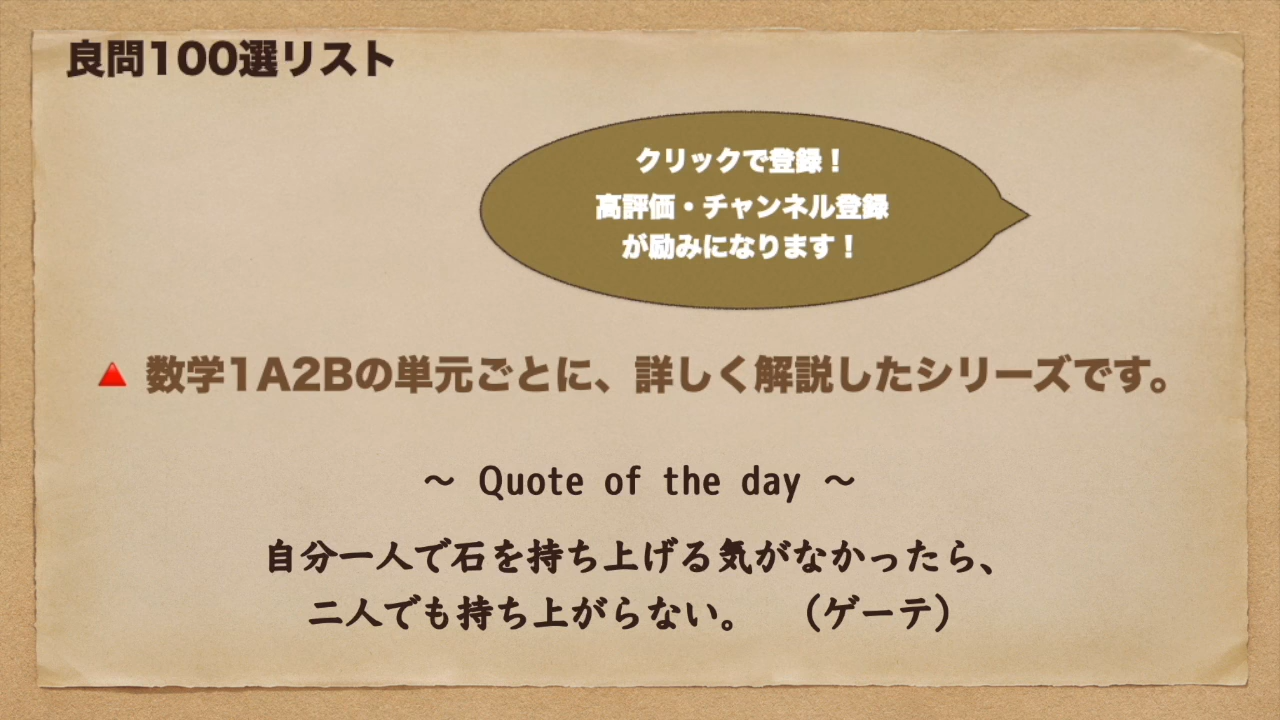 良問100選リスト
クリックで登録！
高評価・チャンネル登録
が励みになります！
🔺 数学1A2Bの単元ごとに、詳しく解説したシリーズです。
〜 Quote of the day 〜
自分一人で石を持ち上げる気がなかったら、
二人でも持ち上がらない。　（ゲーテ）